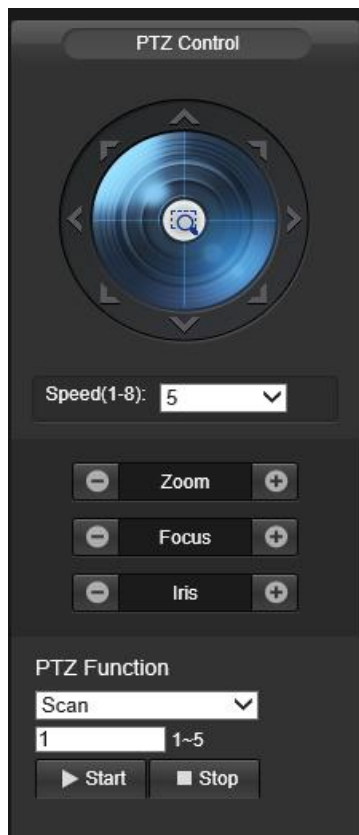 PTZ Control
Speed(1-8): 5
Zoom
Focus
Iris
PTZ Function
Scan
1 1~5
Start Stop